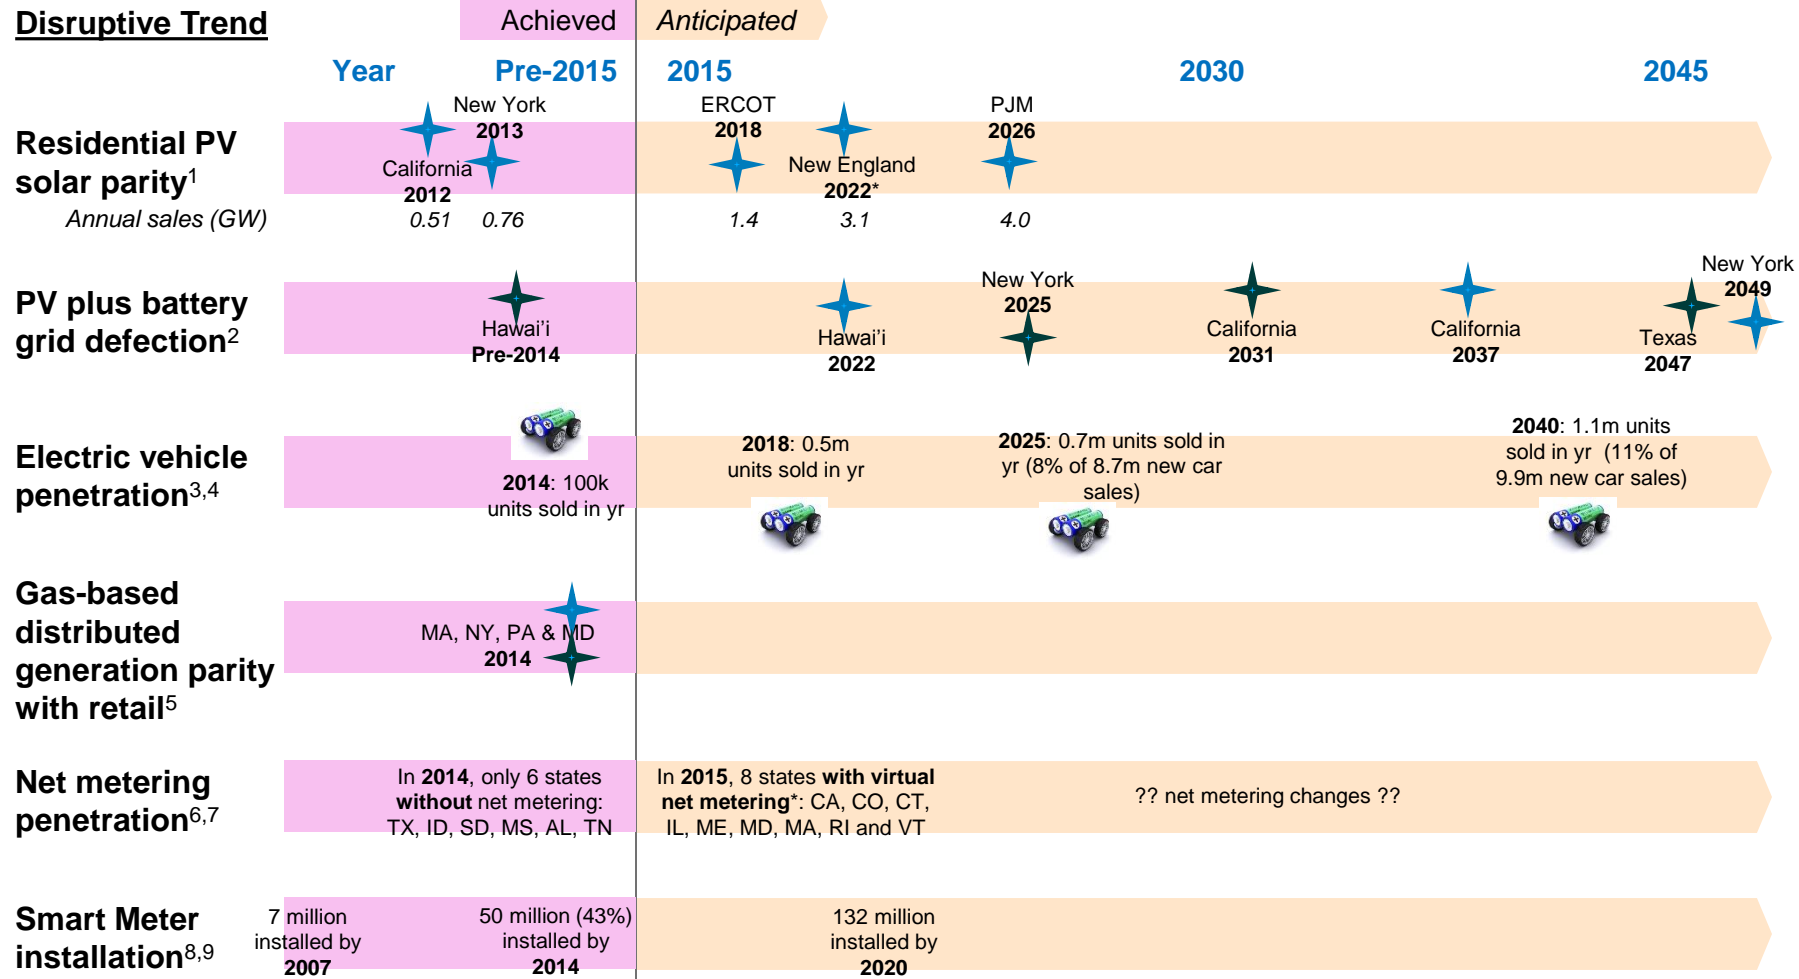 Disruptive Trend
Achieved
Anticipated
Year
Pre-2015
2015
2030
2045
Residential PV
solar parity1
New York
2013
California
2012
ERCOT
2018
New England
2022*
PJM
2026
Annual sales (GW)
0.51
0.76
1.4
3.1
4.0
PV plus battery
grid defection2
Hawai'i
Pre-2014
Hawai'i
2022
New York
2025
California
2031
California
2037
Texas
2047
New York
2049
Electric vehicle
penetration3,4
2014: 100k
units sold in yr
2018: 0.5m
units sold in yr
2025: 0.7m units sold in
yr (8% of 8.7m new car
sales)
2040: 1.1m units
sold in yr (11% of
9.9m new car sales)
Gas-based
distributed
generation parity
with retail5
MA, NY, PA & MD
2014
Net metering
penetration6,7
In 2014, only 6 states
without net metering:
TX, ID, SD, MS, AL, TN
In 2015, 8 states with virtual
net metering*: CA, CO, CT,
IL, ME, MD, MA, RI and VT
?? net metering changes ??
Smart Meter
installation8,9
7 million
installed by
2007
50 million (43%)
installed by
2014
132 million
installed by
2020